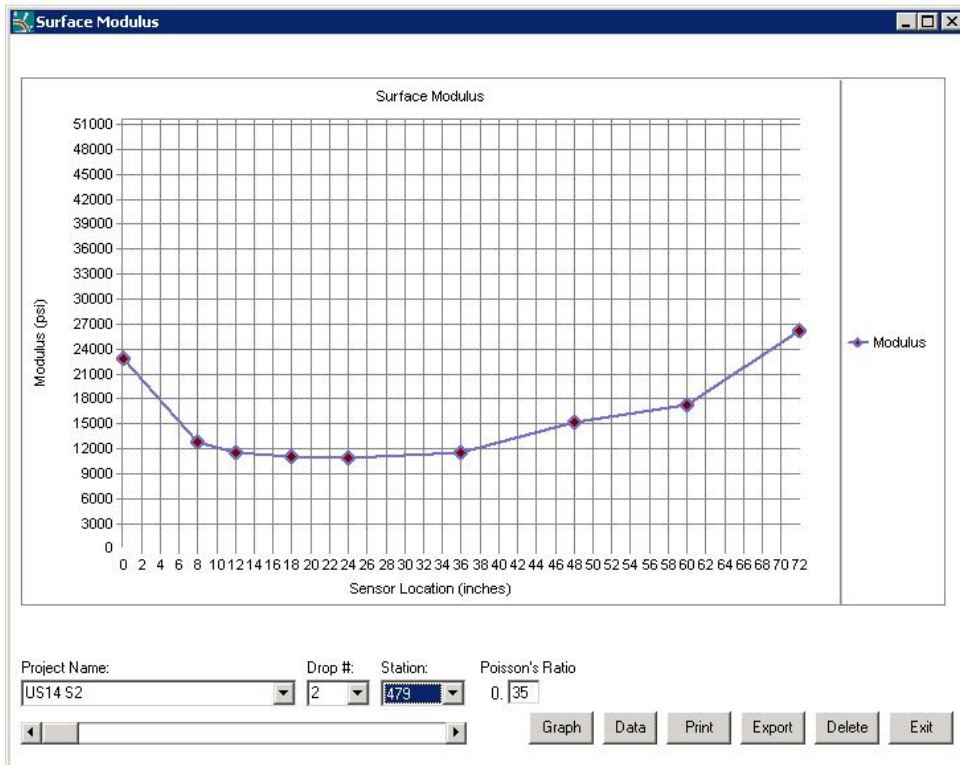 Surface Modulus
Surface Modulus
51000
48000
45000
42000
39000
36000
33000
30000
27000
24000
21000
18000
15000
12000
9000
6000
3000
0
Modulus (psi)
0 2 4 6 8 10 12 14 16 18 20 22 24 26 28 30 32 34 36 38 40 42 44 46 48 50 52 54 56 58 60 62 64 66 68 70 72
Sensor Location (inches)
Modulus
Project Name: Drop #: Station: Poisson's Ratio
US14 S2 2 479 0. 35
Graph Data Print Export Delete Exit